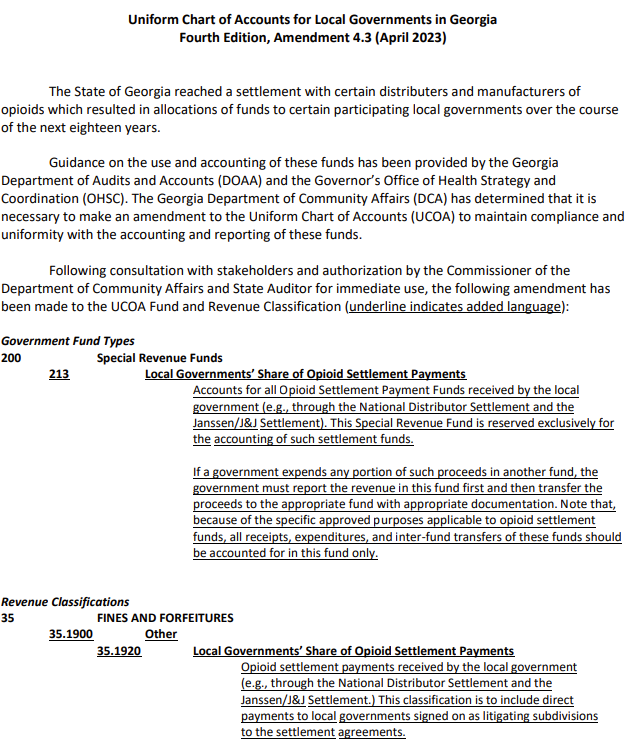 Uniform Chart of Accounts for Local Governments in Georgia
Fourth Edition, Amendment 4.3 (April 2023)
The State of Georgia reached a settlement with certain distributers and manufacturers of
opioids which resulted in allocations of funds to certain participating local governments over the course
of the next eighteen years.
Guidance on the use and accounting of these funds has been provided by the Georgia
Department of Audits and Accounts (DOAA) and the Governor's Office of Health Strategy and
Coordination (OHSC). The Georgia Department of Community Affairs (DCA) has determined that it is
necessary to make an amendment to the Uniform Chart of Accounts (UCOA) to maintain compliance and
uniformity with the accounting and reporting of these funds.
Following consultation with stakeholders and authorization by the Commissioner of the
Department of Community Affairs and State Auditor for immediate use, the following amendment has
been made to the UCOA Fund and Revenue Classification (underline indicates added language):
Government Fund Types
200 Special Revenue Funds
213 Local Governments' Share of Opioid Settlement Payments
Accounts for all Opioid Settlement Payment Funds received by the local
government (e.g., through the National Distributor Settlement and the
Janssen/J&J Settlement). This Special Revenue Fund is reserved exclusively for
the accounting of such settlement funds.
If a government expends any portion of such proceeds in another fund, the
government must report the revenue in this fund first and then transfer the
proceeds to the appropriate fund with appropriate documentation. Note that,
because of the specific approved purposes applicable to opioid settlement
funds, all receipts, expenditures, and inter-fund transfers of these funds should
be accounted for in this fund only.
Revenue Classifications
35 FINES AND FORFEITURES
35.1900 Other
35.1920 Local Governments' Share of Opioid Settlement Payments
Opioid settlement payments received by the local government
(e.g., through the National Distributor Settlement and the
Janssen/J&J Settlement.) This classification is to include direct
payments to local governments signed on as litigating subdivisions
to the settlement agreements.